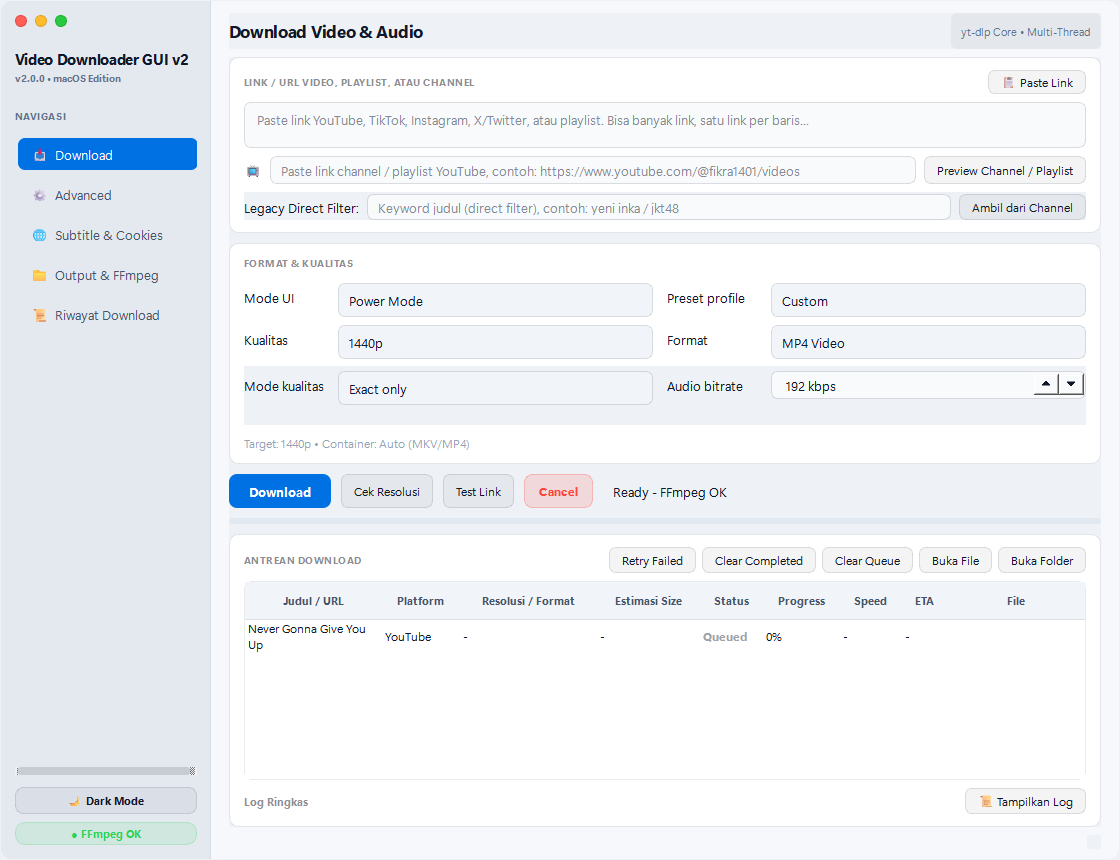 Video Downloader GUI v2
v2.0.0 • macOS Edition
NAVIGASI
Download
Advanced
Subtitle & Cookies
Output & FFmpeg
Riwayat Download
Dark Mode
● FFmpeg OK
Download Video & Audio
yt-dlp Core • Multi-Thread
LINK / URL VIDEO, PLAYLIST, ATAU CHANNEL
Paste Link
Paste link YouTube, TikTok, Instagram, X/Twitter, atau playlist. Bisa banyak link, satu link per baris...
Paste link channel / playlist YouTube, contoh: https://www.youtube.com/@fikra1401/videos
Preview Channel / Playlist
Legacy Direct Filter:
Keyword judul (direct filter), contoh: yeni inka / jkt48
Ambil dari Channel
FORMAT & KUALITAS
Mode UI
Power Mode
Preset profile
Custom
Kualitas
1440p
Format
MP4 Video
Mode kualitas
Exact only
Audio bitrate
192 kbps
Target: 1440p • Container: Auto (MKV/MP4)
Download
Cek Resolusi
Test Link
Cancel
Ready - FFmpeg OK
ANTREAN DOWNLOAD
Retry Failed
Clear Completed
Clear Queue
Buka File
Buka Folder
Judul / URL
Platform
Resolusi / Format
Estimasi Size
Status
Progress
Speed
ETA
File
Never Gonna Give You
Up
YouTube
-
-
Queued
0%
-
-
Log Ringkas
Tampilkan Log